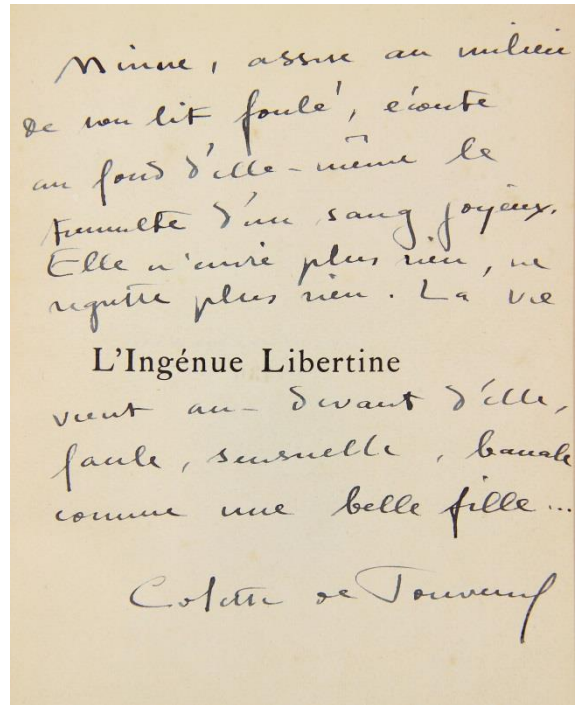 Minne, assise au milieu
de son lit foulé, écoute
au fond d'elle-même le
tumulte d'un sang joyeux.
Elle n'envie plus rien, ne
regrette plus rien. La vie
L'Ingénue Libertine
vient au-devant d'elle,
facile, sensuelle, banale
comme une belle fille...
Colette de Jouvenel